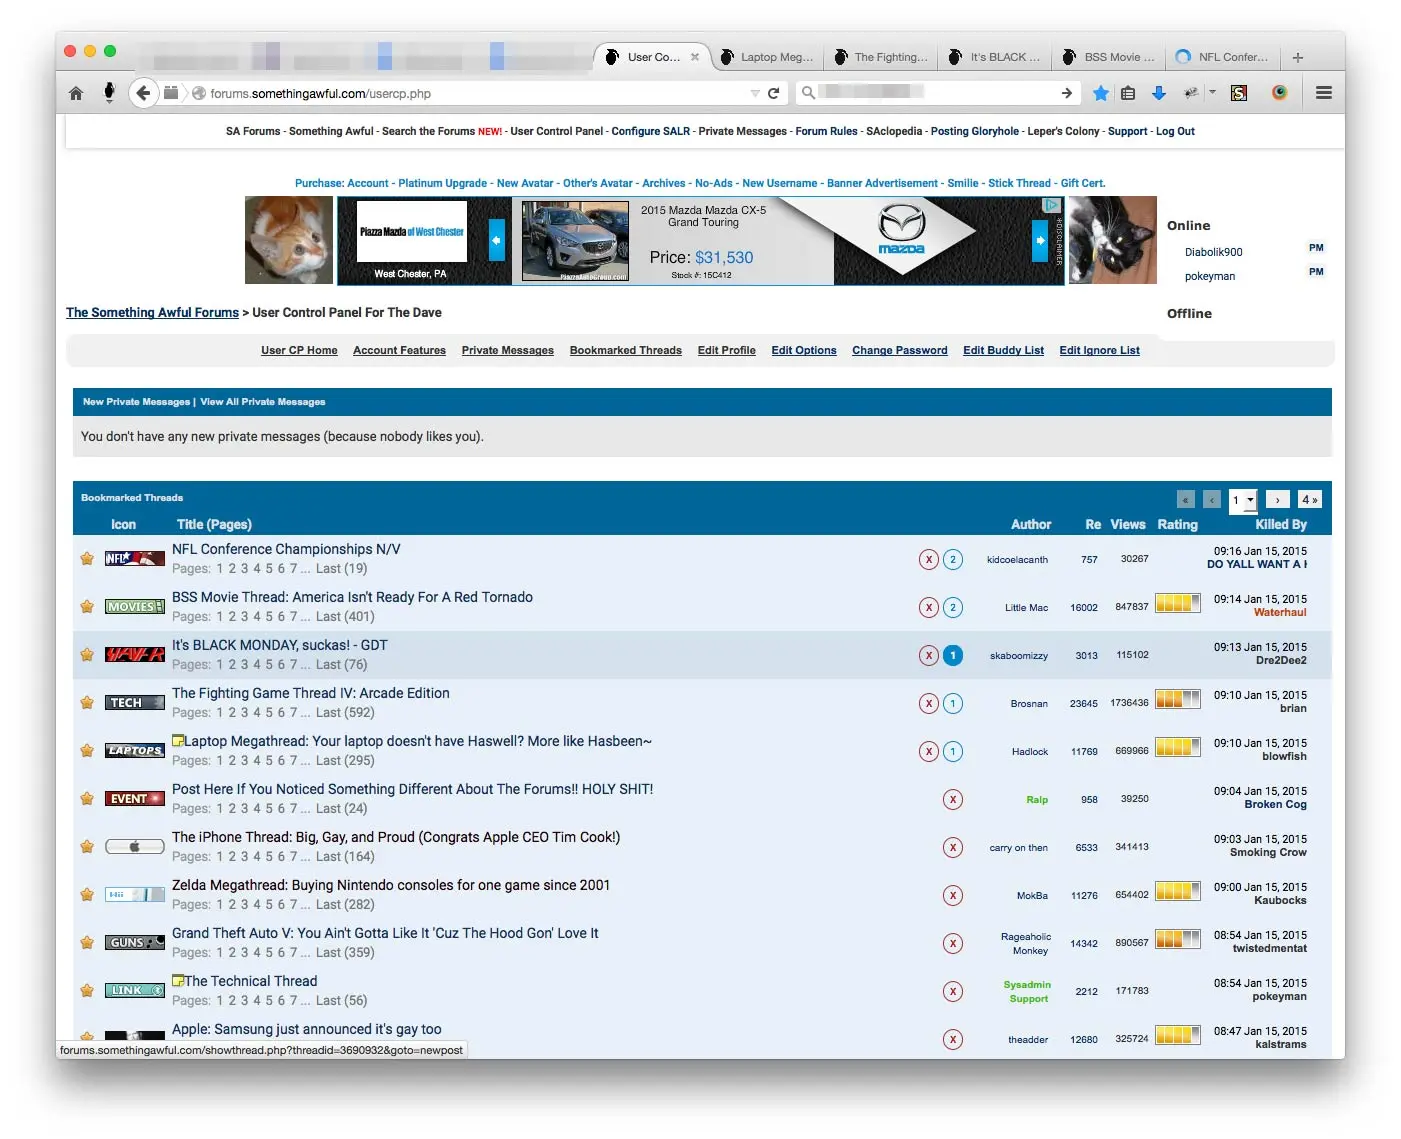 User Co... Laptop Meg... The Fighting... It's BLACK ... BSS Movie ... NFL Confer...
forums.somethingawful.com/usercp.php
SA Forums - Something Awful - Search the Forums NEW! - User Control Panel - Configure SALR - Private Messages - Forum Rules - SAclopedia - Posting Gloryhole - Leper's Colony - Support - Log Out
Purchase: Account - Platinum Upgrade - New Avatar - Other's Avatar - Archives - No-Ads - New Username - Banner Advertisement - Smilie - Stick Thread - Gift Cert.
Piazza Mazda of West Chester
West Chester, PA
PiazzaAutoGroup.com
2015 Mazda Mazda CX-5
Grand Touring
Price: $31,530
Stock #: 15C412
mazda
*DISCLAIMER
Online
Diabolik900 PM
pokeyman PM
Offline
The Something Awful Forums > User Control Panel For The Dave
User CP Home Account Features Private Messages Bookmarked Threads Edit Profile Edit Options Change Password Edit Buddy List Edit Ignore List
New Private Messages | View All Private Messages
You don't have any new private messages (because nobody likes you).
Bookmarked Threads « ‹ 1 › 4 »
Icon Title (Pages) Author Re Views Rating Killed By
NFL NFL Conference Championships N/V X 2 kidcoelacanth 757 30267 09:16 Jan 15, 2015
Pages: 1 2 3 4 5 6 7 ... Last (19) DO YALL WANT A H
MOVIES BSS Movie Thread: America Isn't Ready For A Red Tornado X 2 Little Mac 16002 847837 09:14 Jan 15, 2015
Pages: 1 2 3 4 5 6 7 ... Last (401) Waterhaul
SLAYER It's BLACK MONDAY, suckas! - GDT X 1 skaboomizzy 3013 115102 09:13 Jan 15, 2015
Pages: 1 2 3 4 5 6 7 ... Last (76) Dre2Dee2
TECH The Fighting Game Thread IV: Arcade Edition X 1 Brosnan 23645 1736436 09:10 Jan 15, 2015
Pages: 1 2 3 4 5 6 7 ... Last (592) brian
LAPTOPS Laptop Megathread: Your laptop doesn't have Haswell? More like Hasbeen~ X 1 Hadlock 11769 669966 09:10 Jan 15, 2015
Pages: 1 2 3 4 5 6 7 ... Last (295) blowfish
EVENT Post Here If You Noticed Something Different About The Forums!! HOLY SHIT! X Ralp 958 39250 09:04 Jan 15, 2015
Pages: 1 2 3 4 5 6 7 ... Last (24) Broken Cog
The iPhone Thread: Big, Gay, and Proud (Congrats Apple CEO Tim Cook!) X carry on then 6533 341413 09:03 Jan 15, 2015
Pages: 1 2 3 4 5 6 7 ... Last (164) Smoking Crow
Wii Zelda Megathread: Buying Nintendo consoles for one game since 2001 X MokBa 11276 654402 09:00 Jan 15, 2015
Pages: 1 2 3 4 5 6 7 ... Last (282) Kaubocks
GUNS Grand Theft Auto V: You Ain't Gotta Like It 'Cuz The Hood Gon' Love It X Rageaholic Monkey 14342 890567 08:54 Jan 15, 2015
Pages: 1 2 3 4 5 6 7 ... Last (359) twistedmentat
LINK The Technical Thread X Sysadmin Support 2212 171783 08:54 Jan 15, 2015
Pages: 1 2 3 4 5 6 7 ... Last (56) pokeyman
Apple: Samsung just announced it's gay too X theadder 12680 325724 08:47 Jan 15, 2015
kalstrams
forums.somethingawful.com/showthread.php?threadid=3690932&goto=newpost